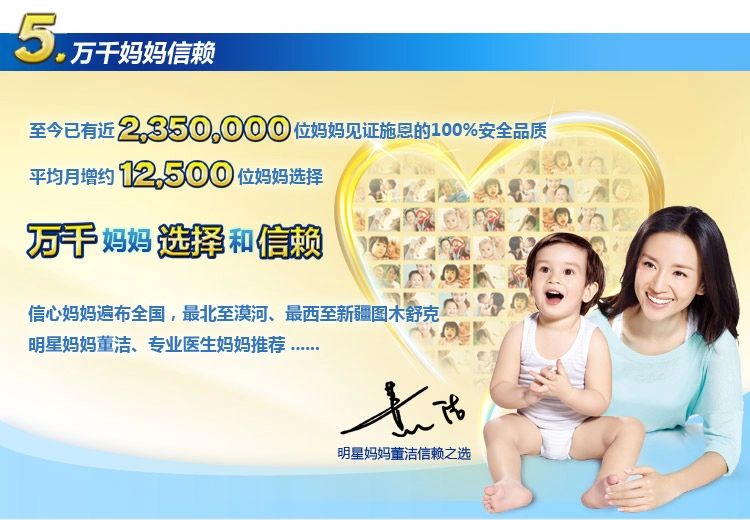 5.万千妈妈信赖
至今已有近2,350,000位妈妈见证施恩的100%安全品质
平均月增约12,500位妈妈选择
万千妈妈选择和信赖
信心妈妈遍布全国，最北至漠河、最西至新疆图木舒克
明星妈妈董洁、专业医生妈妈推荐 ......
董洁
明星妈妈董洁信赖之选